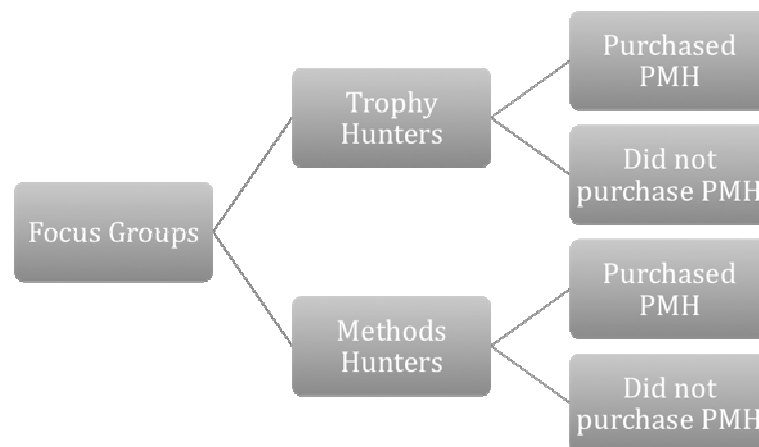 Focus Groups
Trophy
Hunters
Purchased
PMH
Did not
purchase PMH
Methods
Hunters
Purchased
PMH
Did not
purchase PMH